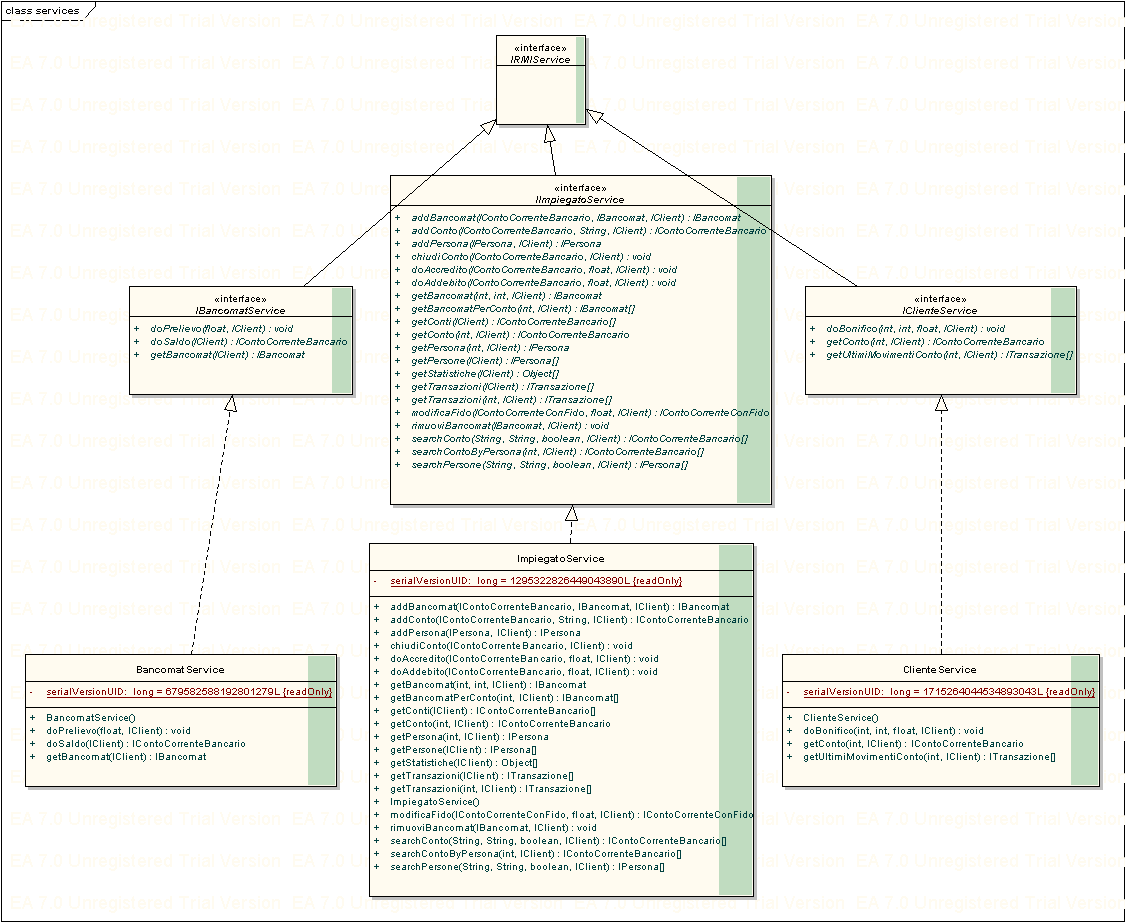 class services
«interface»
IRMIService
«interface»
IImpiegatoService
+ addBancomat(IContoCorrenteBancario, IBancomat, IClient) : IBancomat
+ addConto(IContoCorrenteBancario, String, IClient) : IContoCorrenteBancario
+ addPersona(IPersona, IClient) : IPersona
+ chiudiConto(IContoCorrenteBancario, IClient) : void
+ doAccredito(IContoCorrenteBancario, float, IClient) : void
+ doAddebito(IContoCorrenteBancario, float, IClient) : void
+ getBancomat(int, int, IClient) : IBancomat
+ getBancomatPerConto(int, IClient) : IBancomat[]
+ getConti(IClient) : IContoCorrenteBancario[]
+ getConto(int, IClient) : IContoCorrenteBancario
+ getPersona(int, IClient) : IPersona
+ getPersone(IClient) : IPersona[]
+ getStatistiche(IClient) : Object[]
+ getTransazioni(IClient) : ITransazione[]
+ getTransazioni(int, IClient) : ITransazione[]
+ modificaFido(IContoCorrenteConFido, float, IClient) : IContoCorrenteConFido
+ rimuoviBancomat(IBancomat, IClient) : void
+ searchConto(String, String, boolean, IClient) : IContoCorrenteBancario[]
+ searchContoByPersona(int, IClient) : IContoCorrenteBancario[]
+ searchPersone(String, String, boolean, IClient) : IPersona[]
«interface»
IBancomatService
+ doPrelievo(float, IClient) : void
+ doSaldo(IClient) : IContoCorrenteBancario
+ getBancomat(IClient) : IBancomat
«interface»
IClienteService
+ doBonifico(int, int, float, IClient) : void
+ getConto(int, IClient) : IContoCorrenteBancario
+ getUltimiMovimentiConto(int, IClient) : ITransazione[]
ImpiegatoService
- serialVersionUID: long = 1295322826449043890L {readOnly}
+ addBancomat(IContoCorrenteBancario, IBancomat, IClient) : IBancomat
+ addConto(IContoCorrenteBancario, String, IClient) : IContoCorrenteBancario
+ addPersona(IPersona, IClient) : IPersona
+ chiudiConto(IContoCorrenteBancario, IClient) : void
+ doAccredito(IContoCorrenteBancario, float, IClient) : void
+ doAddebito(IContoCorrenteBancario, float, IClient) : void
+ getBancomat(int, int, IClient) : IBancomat
+ getBancomatPerConto(int, IClient) : IBancomat[]
+ getConti(IClient) : IContoCorrenteBancario[]
+ getConto(int, IClient) : IContoCorrenteBancario
+ getPersona(int, IClient) : IPersona
+ getPersone(IClient) : IPersona[]
+ getStatistiche(IClient) : Object[]
+ getTransazioni(IClient) : ITransazione[]
+ getTransazioni(int, IClient) : ITransazione[]
+ ImpiegatoService()
+ modificaFido(IContoCorrenteConFido, float, IClient) : IContoCorrenteConFido
+ rimuoviBancomat(IBancomat, IClient) : void
+ searchConto(String, String, boolean, IClient) : IContoCorrenteBancario[]
+ searchContoByPersona(int, IClient) : IContoCorrenteBancario[]
+ searchPersone(String, String, boolean, IClient) : IPersona[]
BancomatService
- serialVersionUID: long = 679582588192801279L {readOnly}
+ BancomatService()
+ doPrelievo(float, IClient) : void
+ doSaldo(IClient) : IContoCorrenteBancario
+ getBancomat(IClient) : IBancomat
ClienteService
- serialVersionUID: long = 1715264044534893043L {readOnly}
+ ClienteService()
+ doBonifico(int, int, float, IClient) : void
+ getConto(int, IClient) : IContoCorrenteBancario
+ getUltimiMovimentiConto(int, IClient) : ITransazione[]
EA 7.0 Unregistered Trial Version